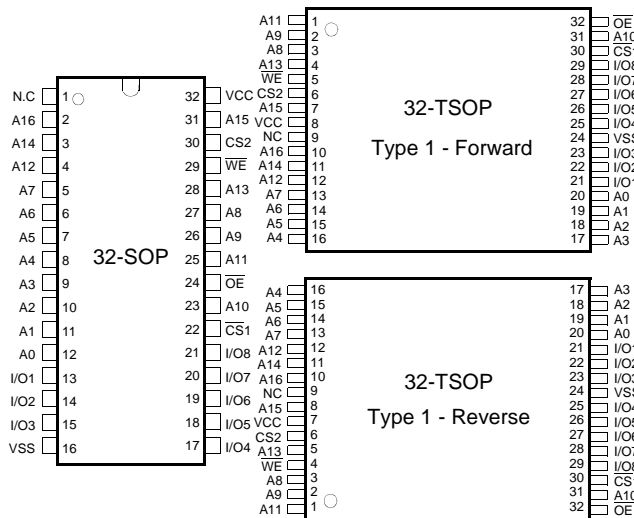 N.C 1 32 VCC
A16 2 31 A15
A14 3 30 CS2
A12 4 29 W̅E̅
A7 5 28 A13
A6 6 27 A8
A5 7 26 A9
A4 8 32-SOP 25 A11
A3 9 24 O̅E̅
A2 10 23 A10
A1 11 22 C̅S̅1
A0 12 21 I/O8
I/O1 13 20 I/O7
I/O2 14 19 I/O6
I/O3 15 18 I/O5
VSS 16 17 I/O4
A11 1 32 O̅E̅
A9 2 31 A10
A8 3 30 C̅S̅1
A13 4 29 I/O8
W̅E̅ 5 28 I/O7
CS2 6 27 I/O6
A15 7 32-TSOP 26 I/O5
VCC 8 25 I/O4
NC 9 Type 1 - Forward 24 VSS
A16 10 23 I/O3
A14 11 22 I/O2
A12 12 21 I/O1
A7 13 20 A0
A6 14 19 A1
A5 15 18 A2
A4 16 17 A3
A4 16 17 A3
A5 15 18 A2
A6 14 19 A1
A7 13 20 A0
A12 12 21 I/O1
A14 11 22 I/O2
A16 10 32-TSOP 23 I/O3
NC 9 24 VSS
A15 8 Type 1 - Reverse 25 I/O4
VCC 7 26 I/O5
CS2 6 27 I/O6
A13 5 28 I/O7
W̅E̅ 4 29 I/O8
A8 3 30 C̅S̅1
A9 2 31 A10
A11 1 32 O̅E̅